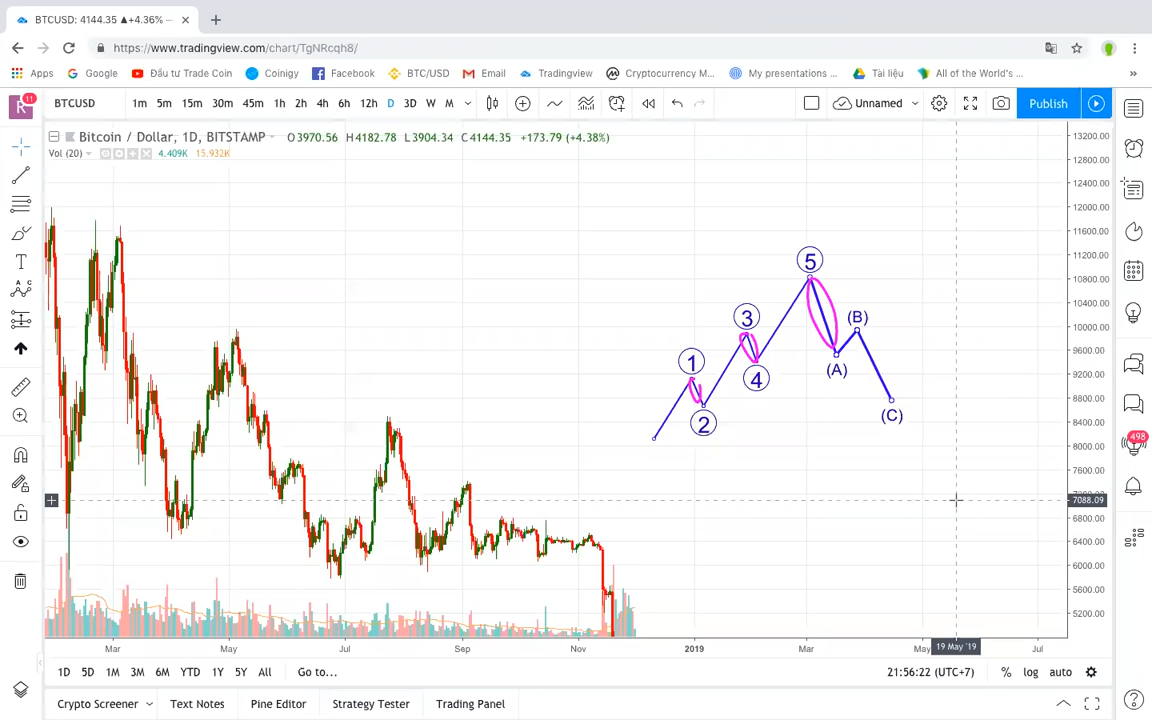 BTCUSD: 4144.35 ▲+4.36% ···
https://www.tradingview.com/chart/TgNRcqh8/
Apps Google Đầu tư Trade Coin Coinigy Facebook BTC/USD Email Tradingview Cryptocurrency M... My presentations ... Tài liệu All of the World's ... »
R 11 BTCUSD 1m 5m 15m 30m 45m 1h 2h 4h 6h 12h D 3D W M Unnamed Publish
Bitcoin / Dollar, 1D, BITSTAMP O3970.56 H4182.78 L3904.34 C4144.35 +173.79 (+4.38%)
Vol (20) 4.409K 15.932K
13200.00
12800.00
12400.00
12000.00
11600.00
11200.00
10800.00
10400.00
10000.00
9600.00
9200.00
8800.00
8400.00
8000.00
7600.00
7088.09
6800.00
6400.00
6000.00
5600.00
5200.00
5
3
(B)
1
(A)
4
(C)
2
498
Mar May Jul Sep Nov 2019 Mar May 19 May '19 Jul
1D 5D 1M 3M 6M YTD 1Y 5Y All Go to... 21:56:22 (UTC+7) % log auto
Crypto Screener Text Notes Pine Editor Strategy Tester Trading Panel